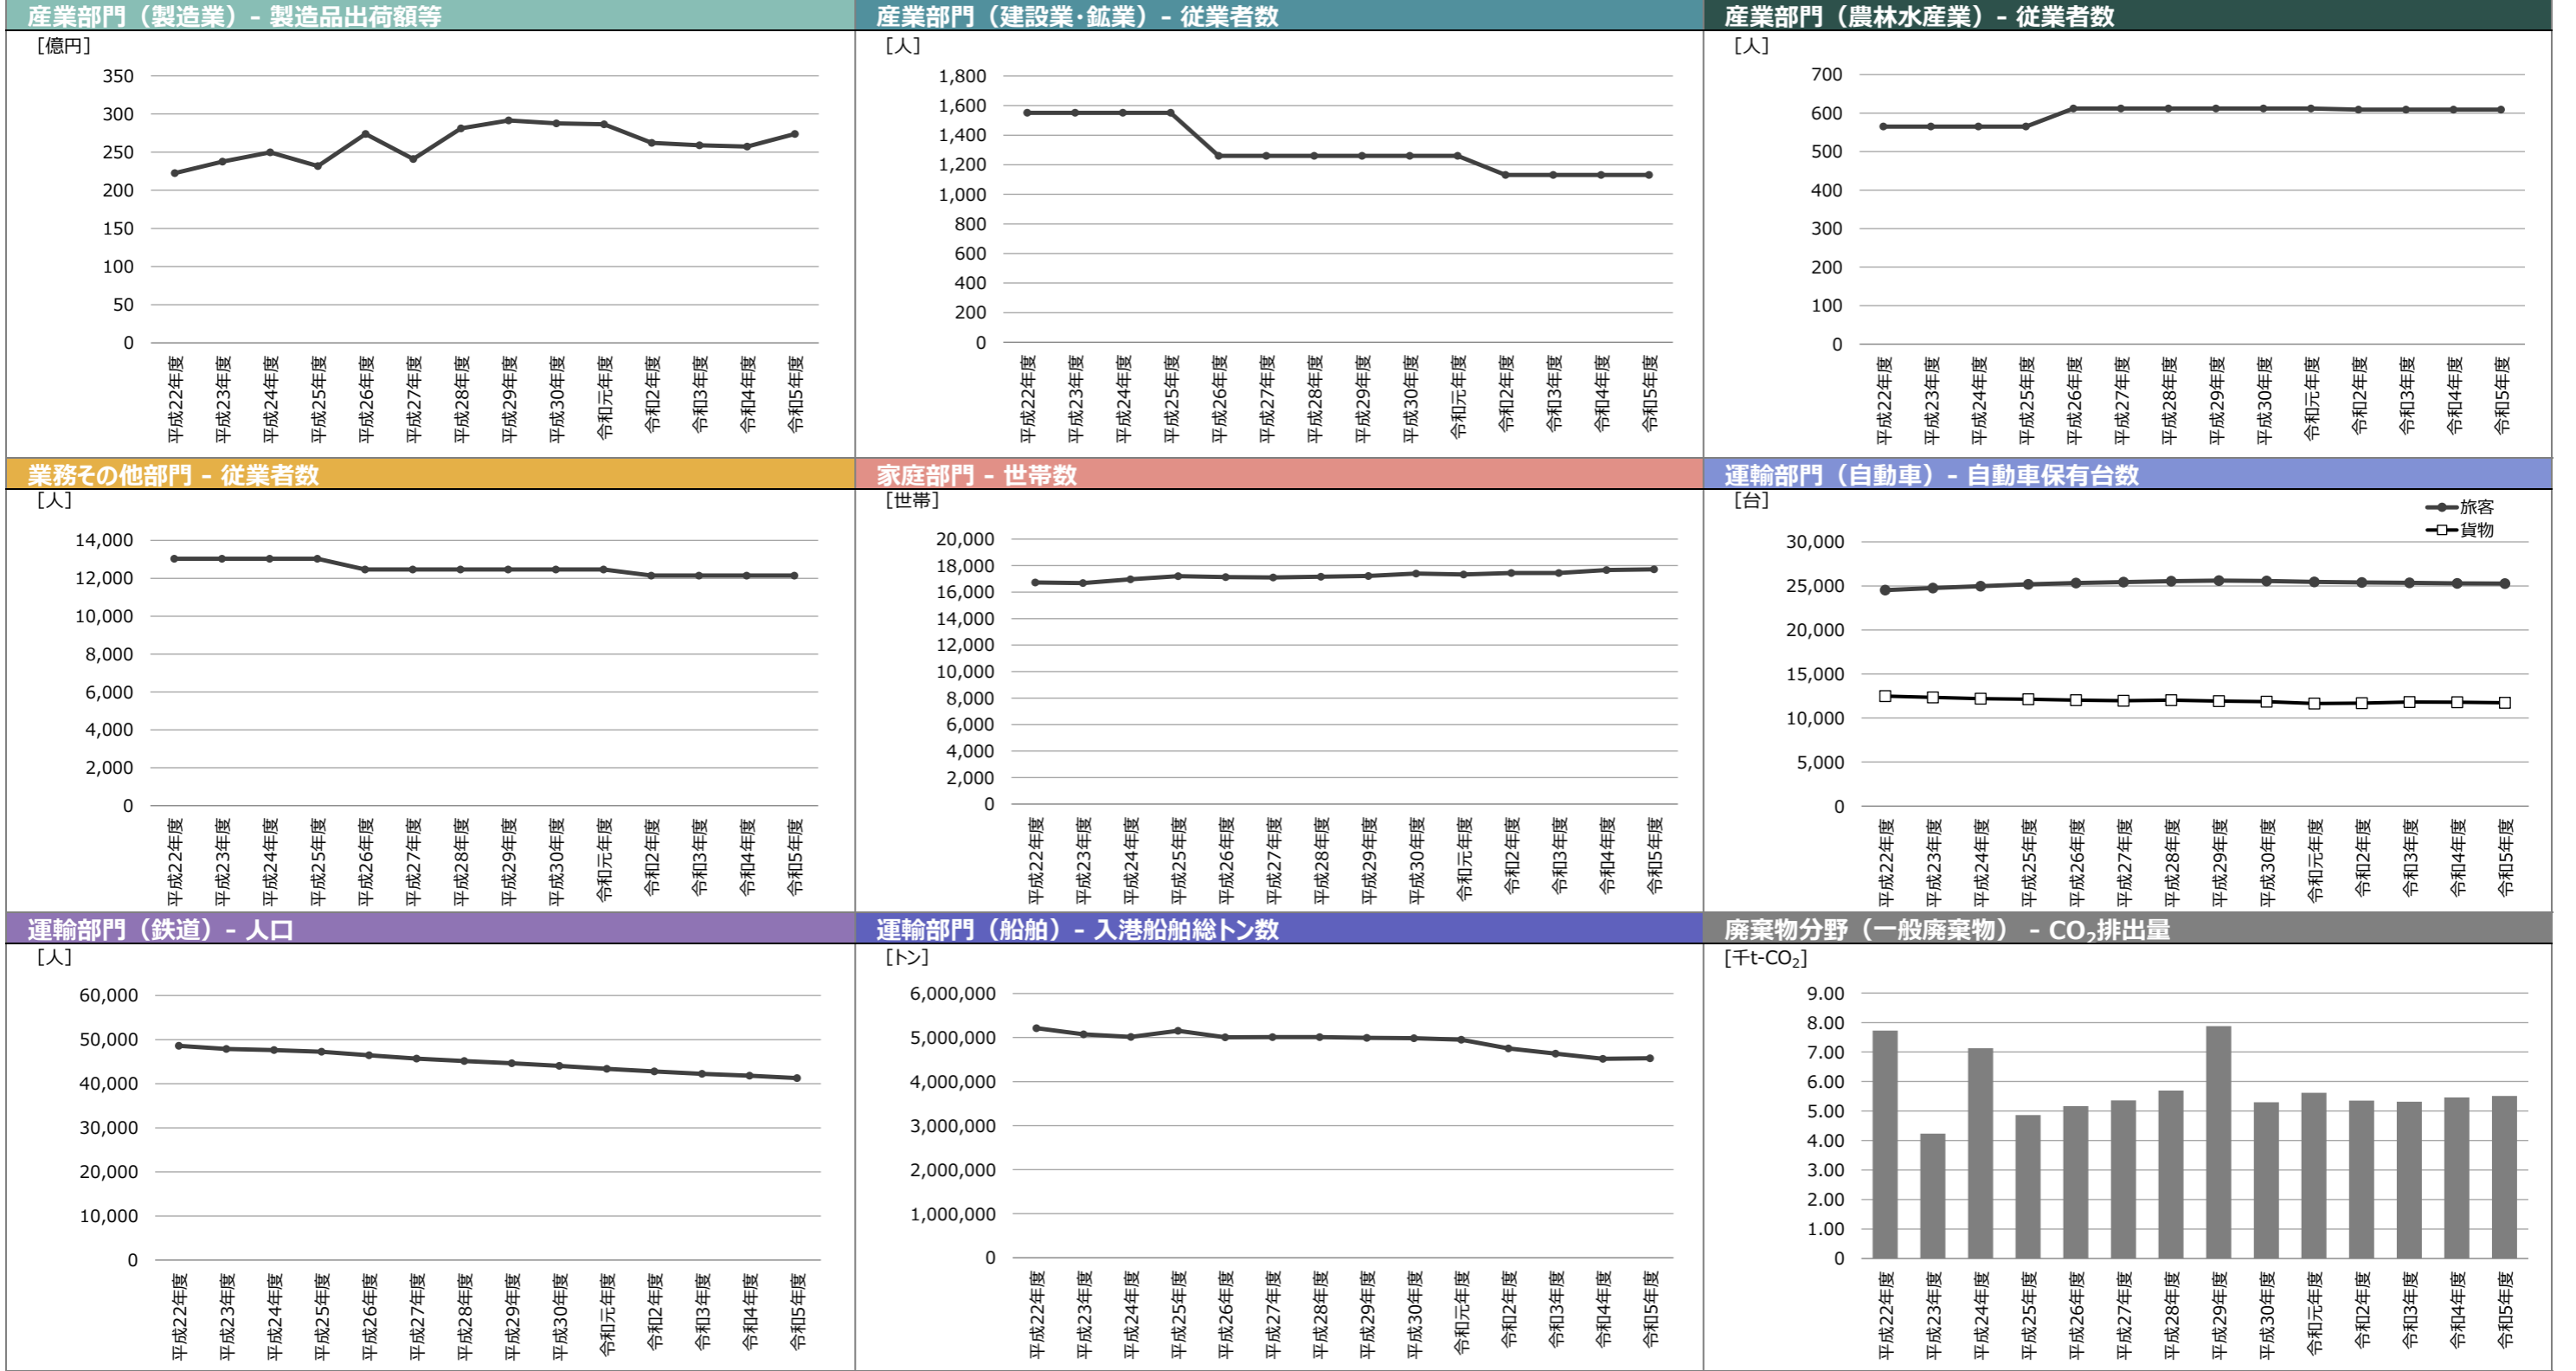 産業部門（製造業）- 製造品出荷額等
[億円]
350
300
250
200
150
100
50
0
平成22年度
平成23年度
平成24年度
平成25年度
平成26年度
平成27年度
平成28年度
平成29年度
平成30年度
令和元年度
令和2年度
令和3年度
令和4年度
令和5年度
産業部門（建設業・鉱業）- 従業者数
[人]
1,800
1,600
1,400
1,200
1,000
800
600
400
200
0
平成22年度
平成23年度
平成24年度
平成25年度
平成26年度
平成27年度
平成28年度
平成29年度
平成30年度
令和元年度
令和2年度
令和3年度
令和4年度
令和5年度
産業部門（農林水産業）- 従業者数
[人]
700
600
500
400
300
200
100
0
平成22年度
平成23年度
平成24年度
平成25年度
平成26年度
平成27年度
平成28年度
平成29年度
平成30年度
令和元年度
令和2年度
令和3年度
令和4年度
令和5年度
業務その他部門 - 従業者数
[人]
14,000
12,000
10,000
8,000
6,000
4,000
2,000
0
平成22年度
平成23年度
平成24年度
平成25年度
平成26年度
平成27年度
平成28年度
平成29年度
平成30年度
令和元年度
令和2年度
令和3年度
令和4年度
令和5年度
家庭部門 - 世帯数
[世帯]
20,000
18,000
16,000
14,000
12,000
10,000
8,000
6,000
4,000
2,000
0
平成22年度
平成23年度
平成24年度
平成25年度
平成26年度
平成27年度
平成28年度
平成29年度
平成30年度
令和元年度
令和2年度
令和3年度
令和4年度
令和5年度
運輸部門（自動車）- 自動車保有台数
[台]
旅客
貨物
30,000
25,000
20,000
15,000
10,000
5,000
0
平成22年度
平成23年度
平成24年度
平成25年度
平成26年度
平成27年度
平成28年度
平成29年度
平成30年度
令和元年度
令和2年度
令和3年度
令和4年度
令和5年度
運輸部門（鉄道）- 人口
[人]
60,000
50,000
40,000
30,000
20,000
10,000
0
平成22年度
平成23年度
平成24年度
平成25年度
平成26年度
平成27年度
平成28年度
平成29年度
平成30年度
令和元年度
令和2年度
令和3年度
令和4年度
令和5年度
運輸部門（船舶）- 入港船舶総トン数
[トン]
6,000,000
5,000,000
4,000,000
3,000,000
2,000,000
1,000,000
0
平成22年度
平成23年度
平成24年度
平成25年度
平成26年度
平成27年度
平成28年度
平成29年度
平成30年度
令和元年度
令和2年度
令和3年度
令和4年度
令和5年度
廃棄物分野（一般廃棄物） - CO₂排出量
[千t-CO₂]
9.00
8.00
7.00
6.00
5.00
4.00
3.00
2.00
1.00
0
平成22年度
平成23年度
平成24年度
平成25年度
平成26年度
平成27年度
平成28年度
平成29年度
平成30年度
令和元年度
令和2年度
令和3年度
令和4年度
令和5年度